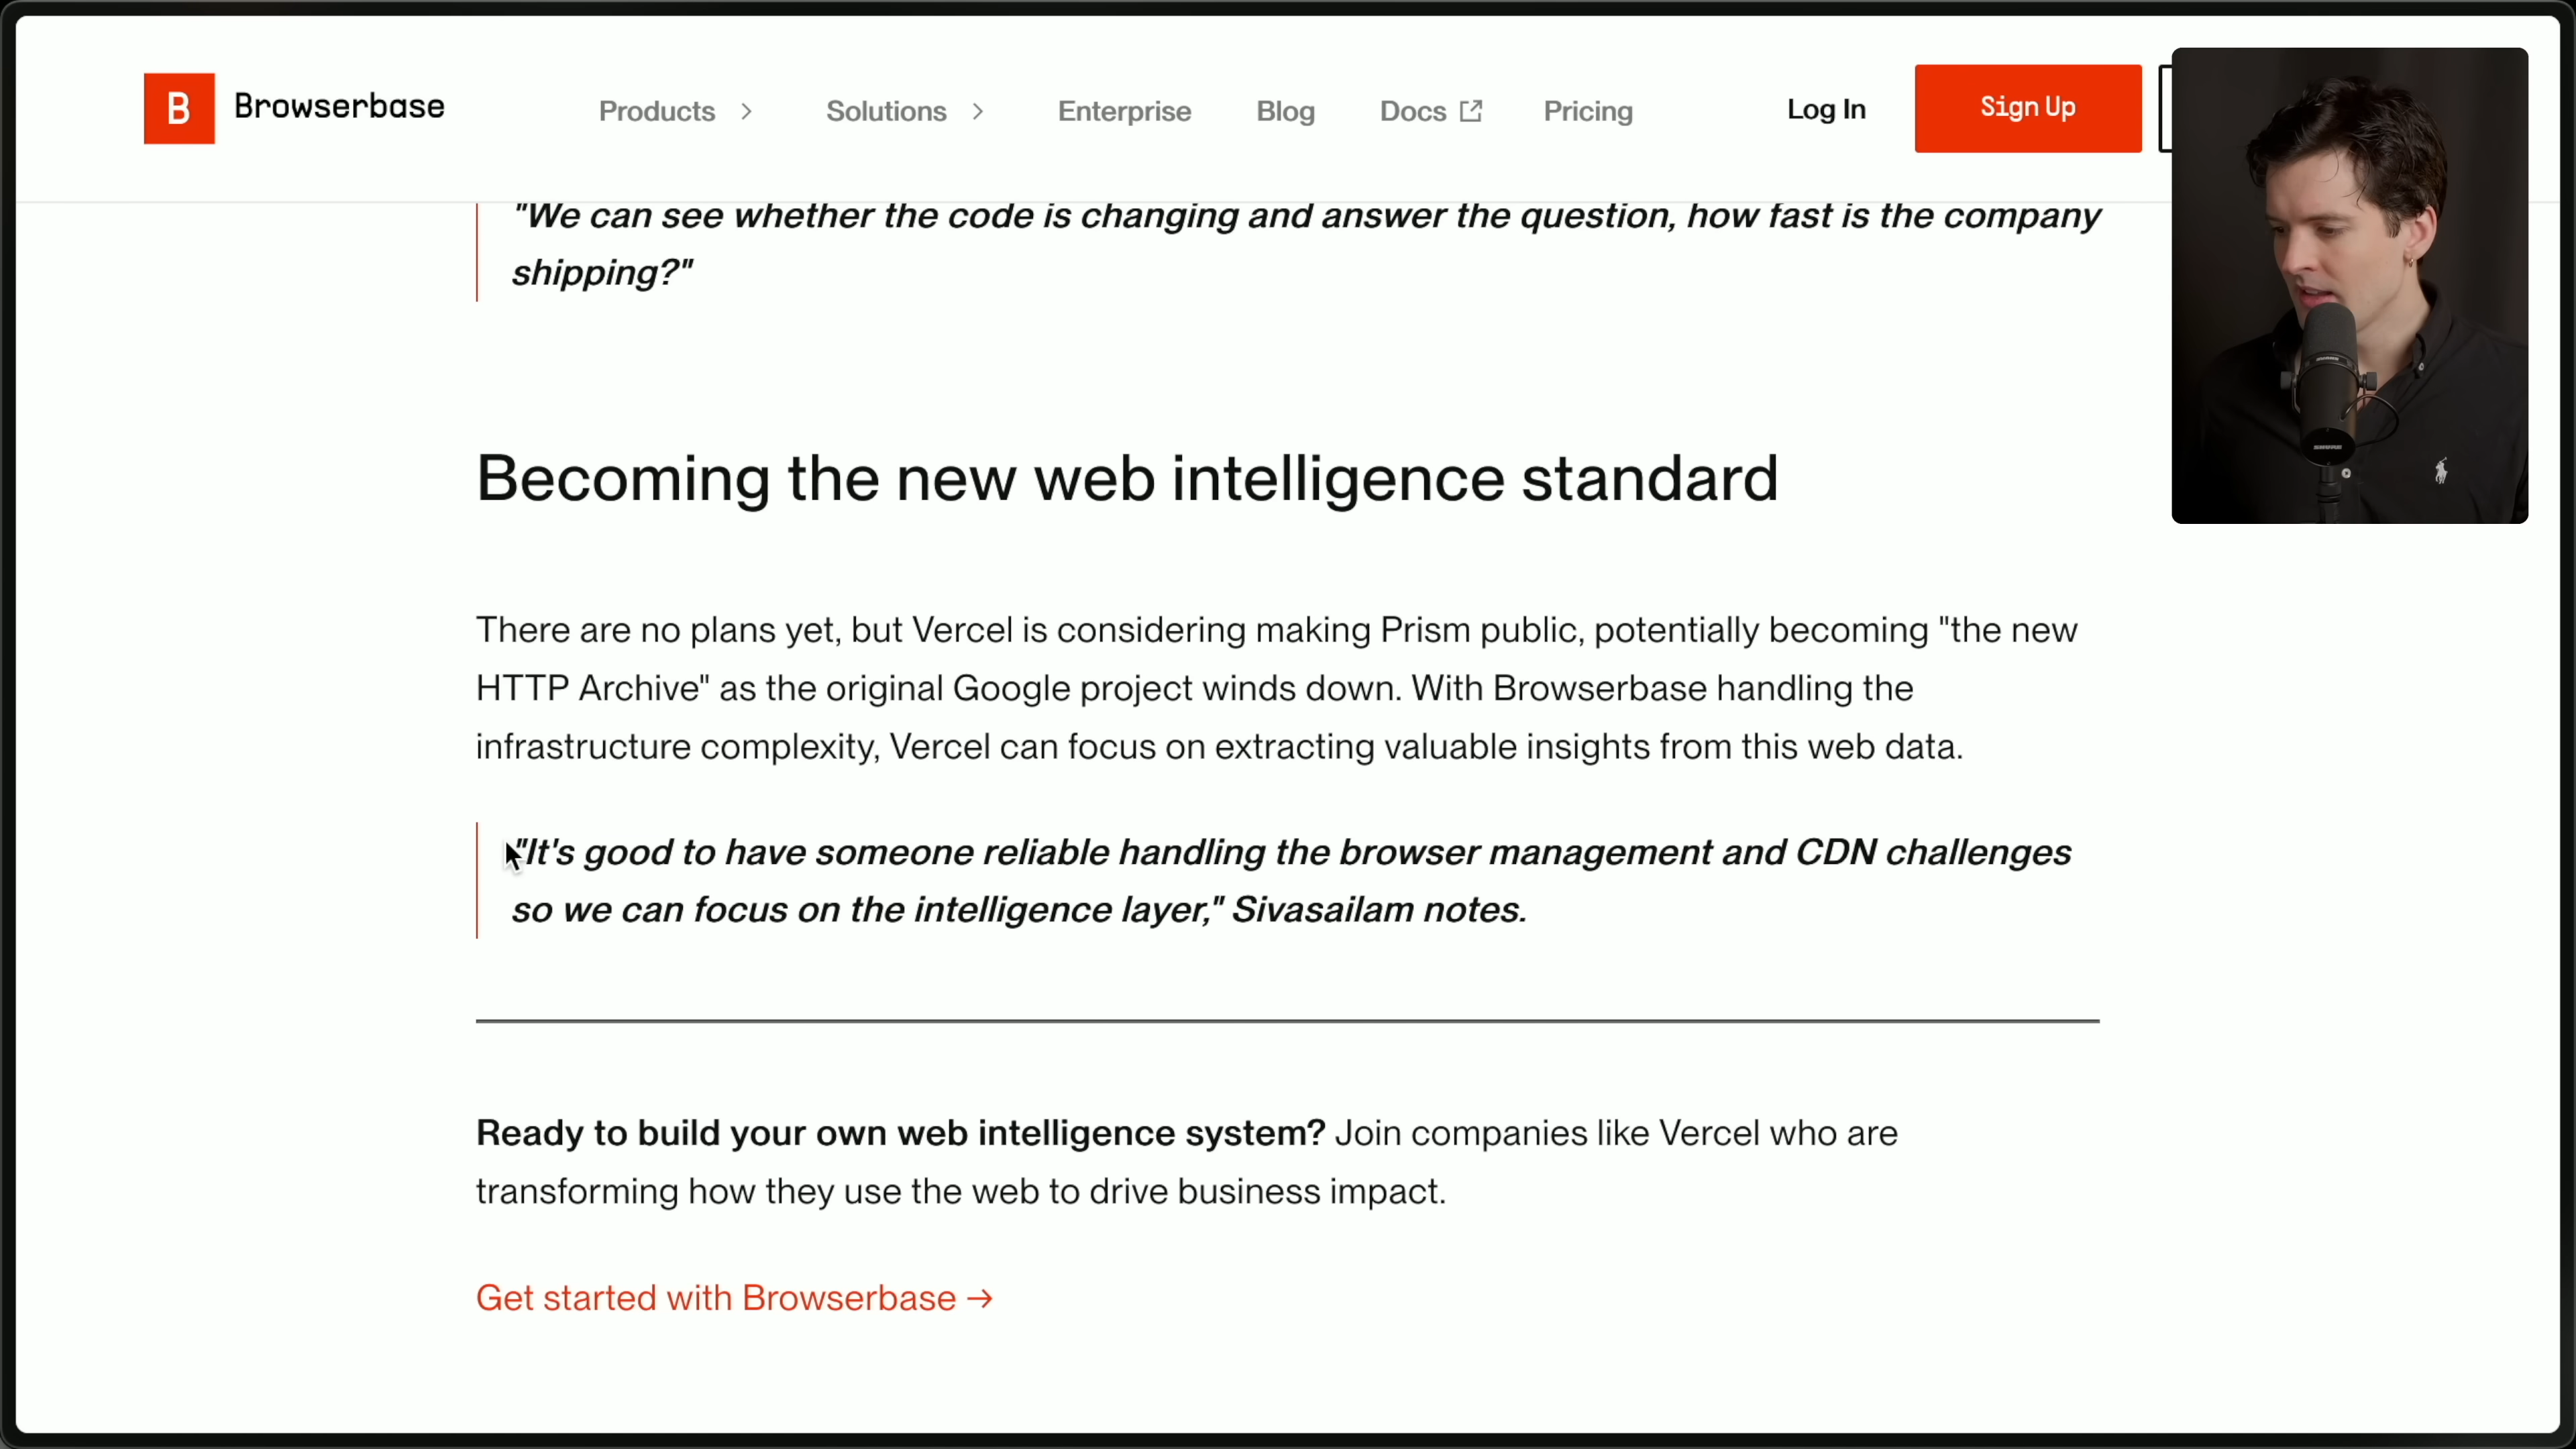 B Browserbase
Products
Solutions
Enterprise
Blog
Docs
Pricing
Log In
Sign Up
"We can see whether the code is changing and answer the question, how fast is the company
shipping?"
Becoming the new web intelligence standard
There are no plans yet, but Vercel is considering making Prism public, potentially becoming "the new
HTTP Archive" as the original Google project winds down. With Browserbase handling the
infrastructure complexity, Vercel can focus on extracting valuable insights from this web data.
"It's good to have someone reliable handling the browser management and CDN challenges
so we can focus on the intelligence layer," Sivasailam notes.
Ready to build your own web intelligence system? Join companies like Vercel who are
transforming how they use the web to drive business impact.
Get started with Browserbase →
SHURE